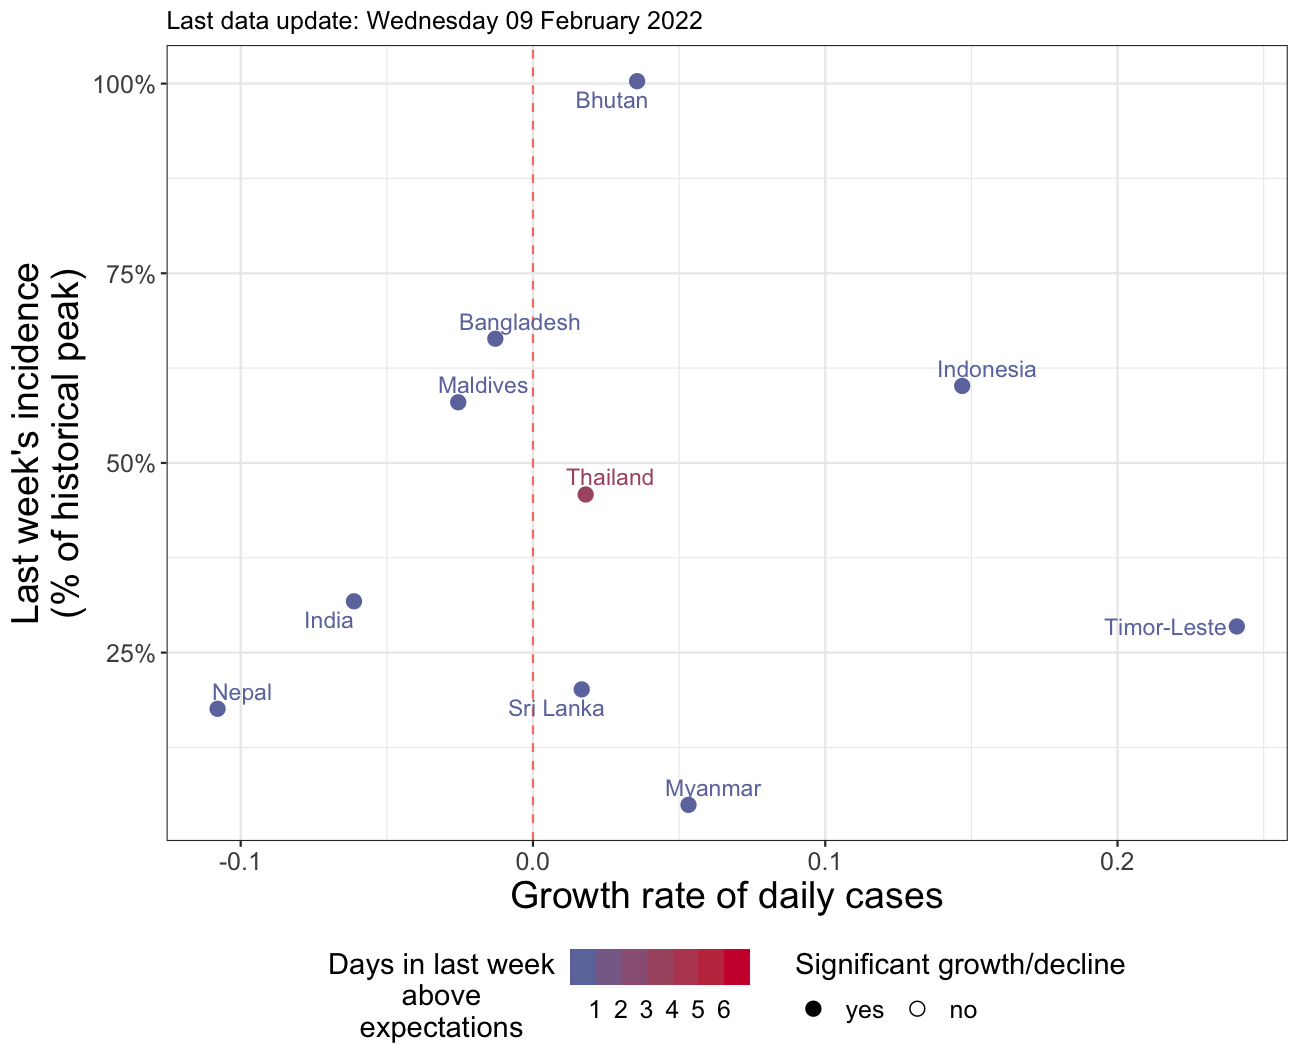 Last data update: Wednesday 09 February 2022
100%
Bhutan
75%
Bangladesh
Indonesia
Maldives
50%
Thailand
Last week's incidence
(% of historical peak)
India
Timor-Leste
25%
Nepal
Sri Lanka
Myanmar
-0.1 0.0 0.1 0.2
Growth rate of daily cases
Days in last week
above
expectations
1 2 3 4 5 6
Significant growth/decline
yes no